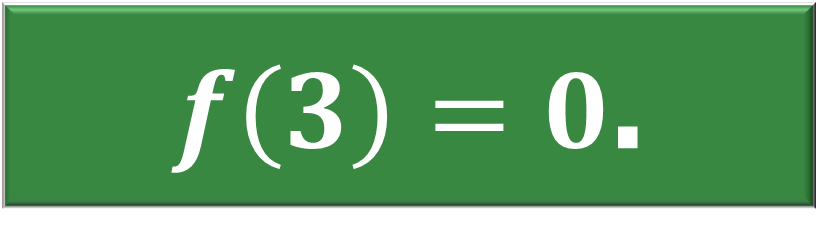 f(3) = 0.